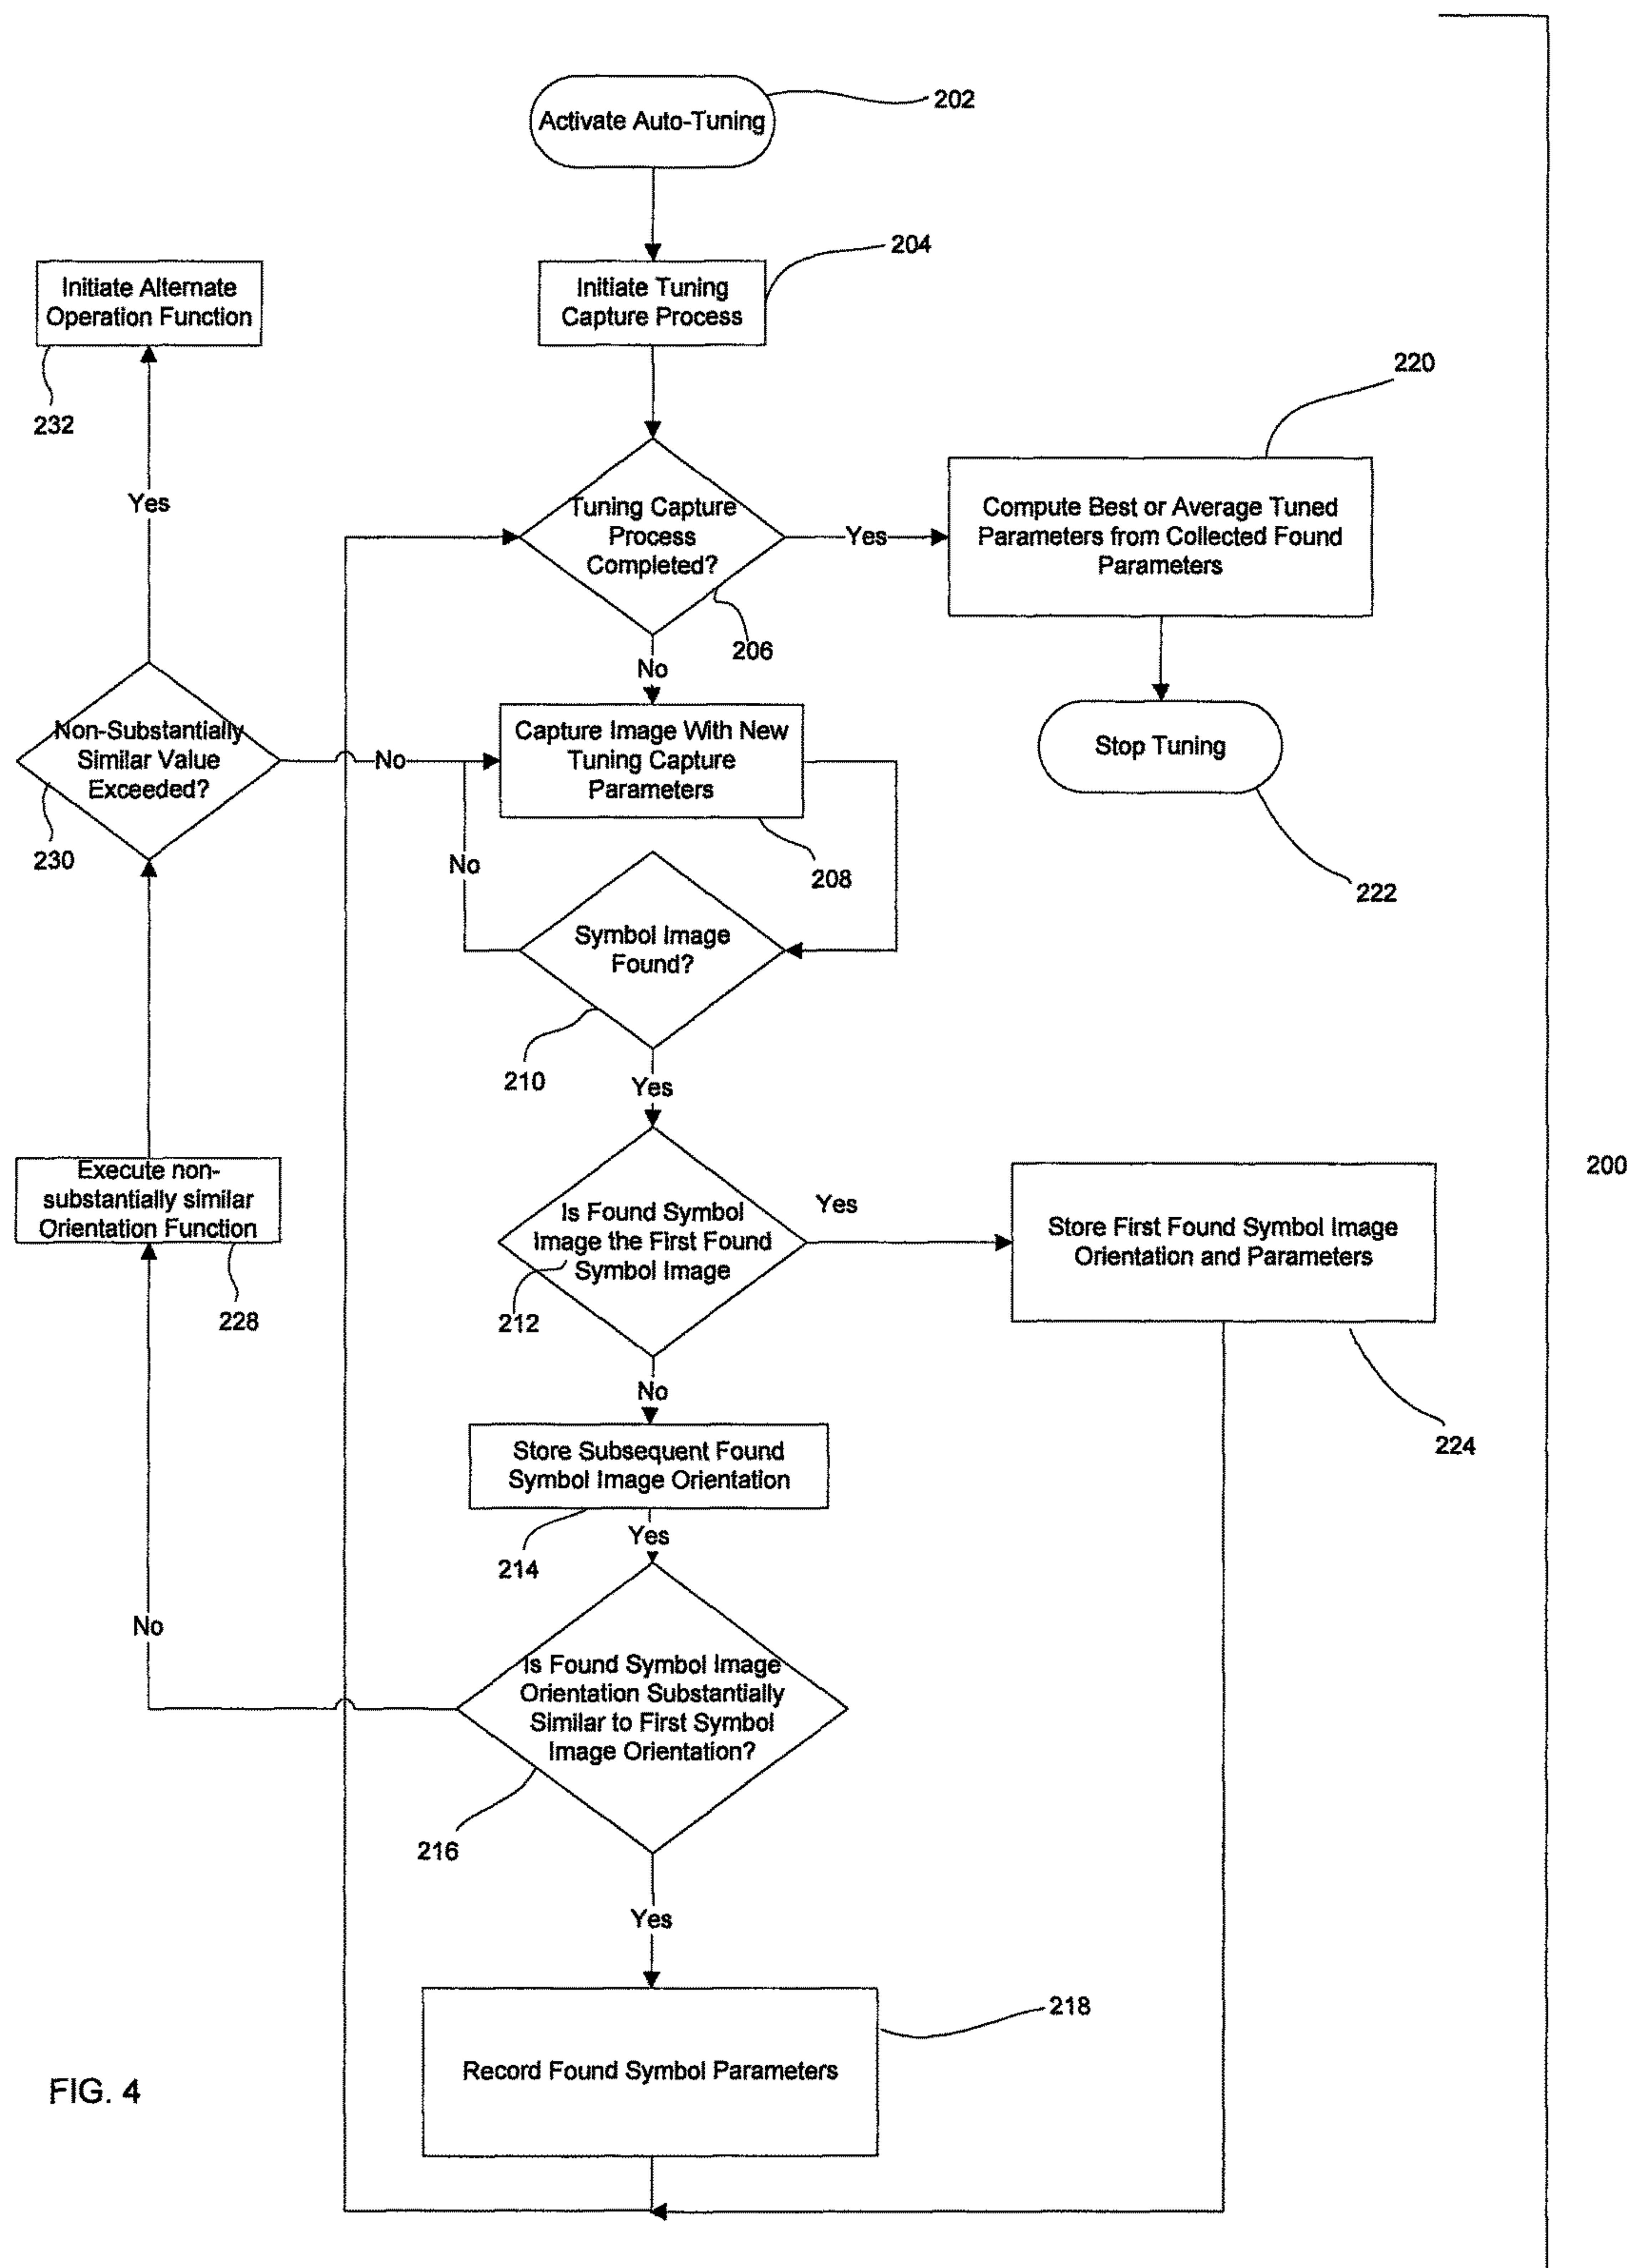 Activate Auto-Tuning
202
204
Initiate Tuning
Capture Process
Initiate Alternate
Operation Function
232
220
Yes
Tuning Capture
Process
Completed?
206
Yes
Compute Best or Average Tuned
Parameters from Collected Found
Parameters
No
Non-Substantially
Similar Value
Exceeded?
230
No
Capture Image With New
Tuning Capture
Parameters
208
Stop Tuning
222
No
Symbol Image
Found?
210
Yes
Execute non-
substantially similar
Orientation Function
228
Is Found Symbol
Image the First Found
Symbol Image
212
Yes
Store First Found Symbol Image
Orientation and Parameters
224
200
No
Store Subsequent Found
Symbol Image Orientation
214
Yes
No
Is Found Symbol Image
Orientation Substantially
Similar to First Symbol
Image Orientation?
216
Yes
218
Record Found Symbol Parameters
FIG. 4